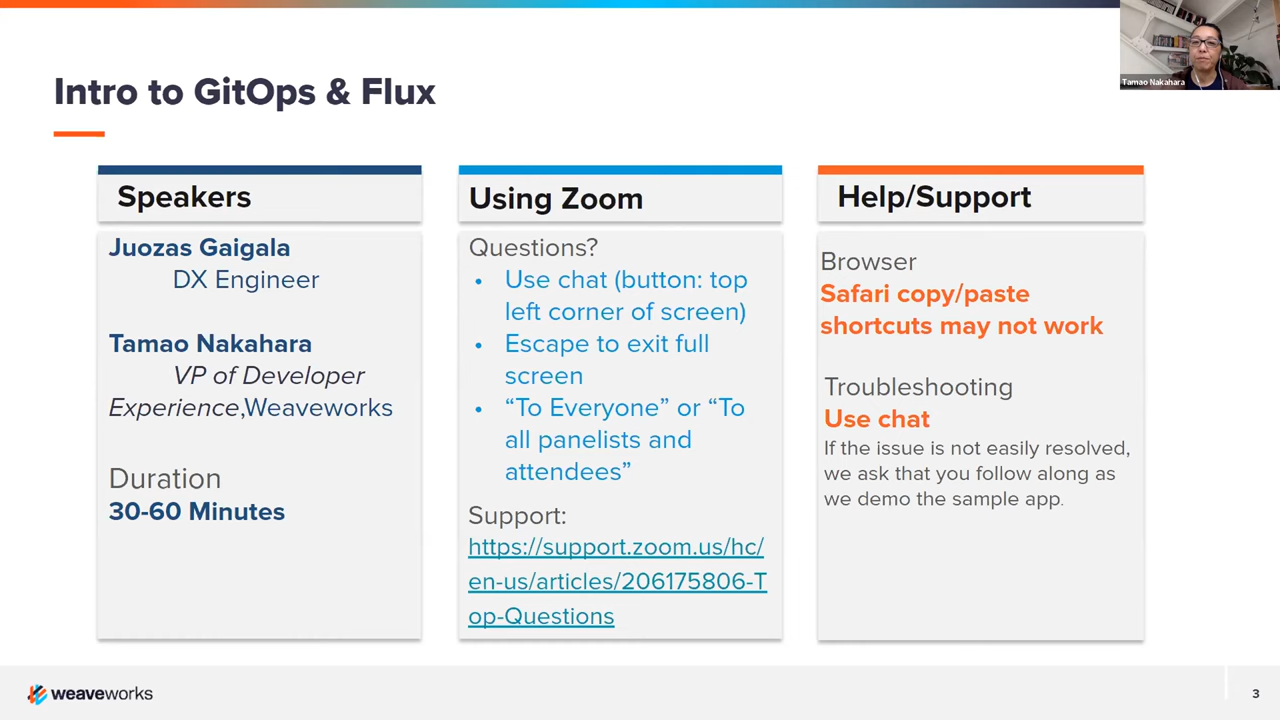 Tamao Nakahara
Intro to GitOps & Flux
Speakers
Juozas Gaigala
DX Engineer
Tamao Nakahara
VP of Developer
Experience,Weaveworks
Duration
30-60 Minutes
Using Zoom
Questions?
• Use chat (button: top
left corner of screen)
• Escape to exit full
screen
• “To Everyone” or “To
all panelists and
attendees”
Support:
https://support.zoom.us/hc/
en-us/articles/206175806-T
op-Questions
Help/Support
Browser
Safari copy/paste
shortcuts may not work
Troubleshooting
Use chat
If the issue is not easily resolved,
we ask that you follow along as
we demo the sample app.
weaveworks
3